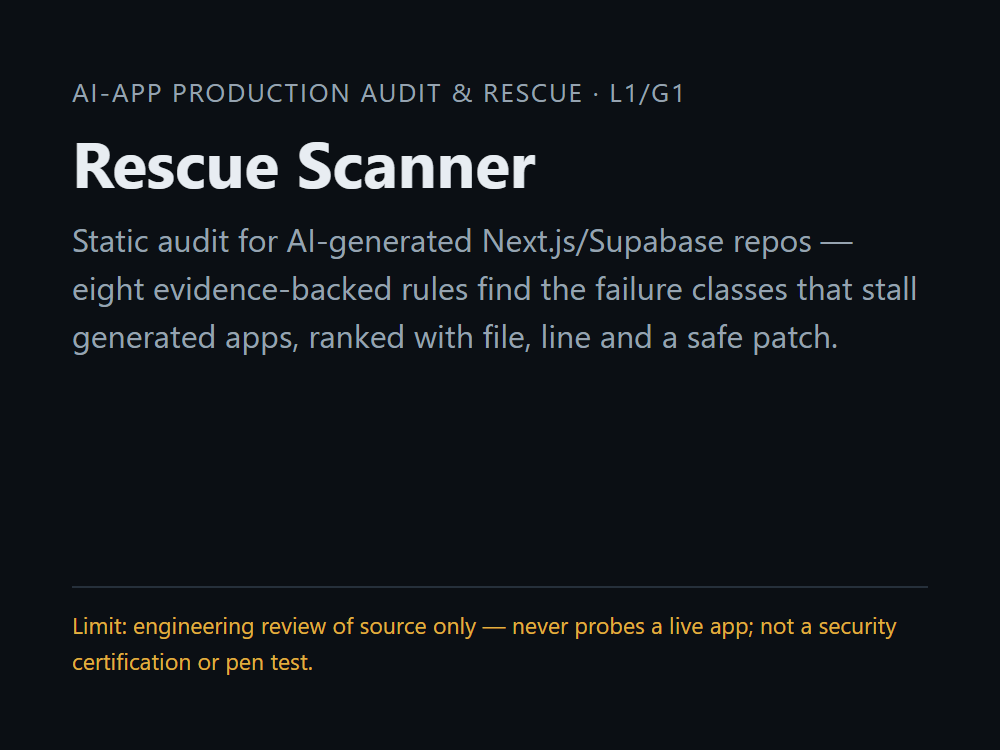 AI-APP PRODUCTION AUDIT & RESCUE · L1/G1
Rescue Scanner
Static audit for AI-generated Next.js/Supabase repos —
eight evidence-backed rules find the failure classes that stall
generated apps, ranked with file, line and a safe patch.
Limit: engineering review of source only — never probes a live app; not a security
certification or pen test.